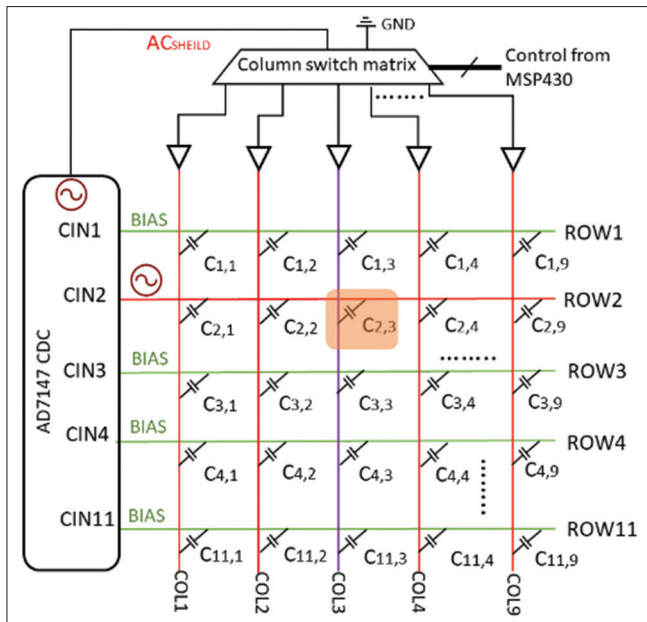 GND
ACSHEILD
Column switch matrix
Control from
MSP430
AD7147 CDC
CIN1
BIAS
ROW1
C1,1 C1,2 C1,3 C1,4 C1,9
CIN2
ROW2
C2,1 C2,2 C2,3 C2,4 C2,9
CIN3
BIAS
ROW3
C3,1 C3,2 C3,3 C3,4 C3,9
CIN4
BIAS
ROW4
C4,1 C4,2 C4,3 C4,4 C4,9
CIN11
BIAS
ROW11
C11,1 C11,2 C11,3 C11,4 C11,9
COL1 COL2 COL3 COL4 COL9